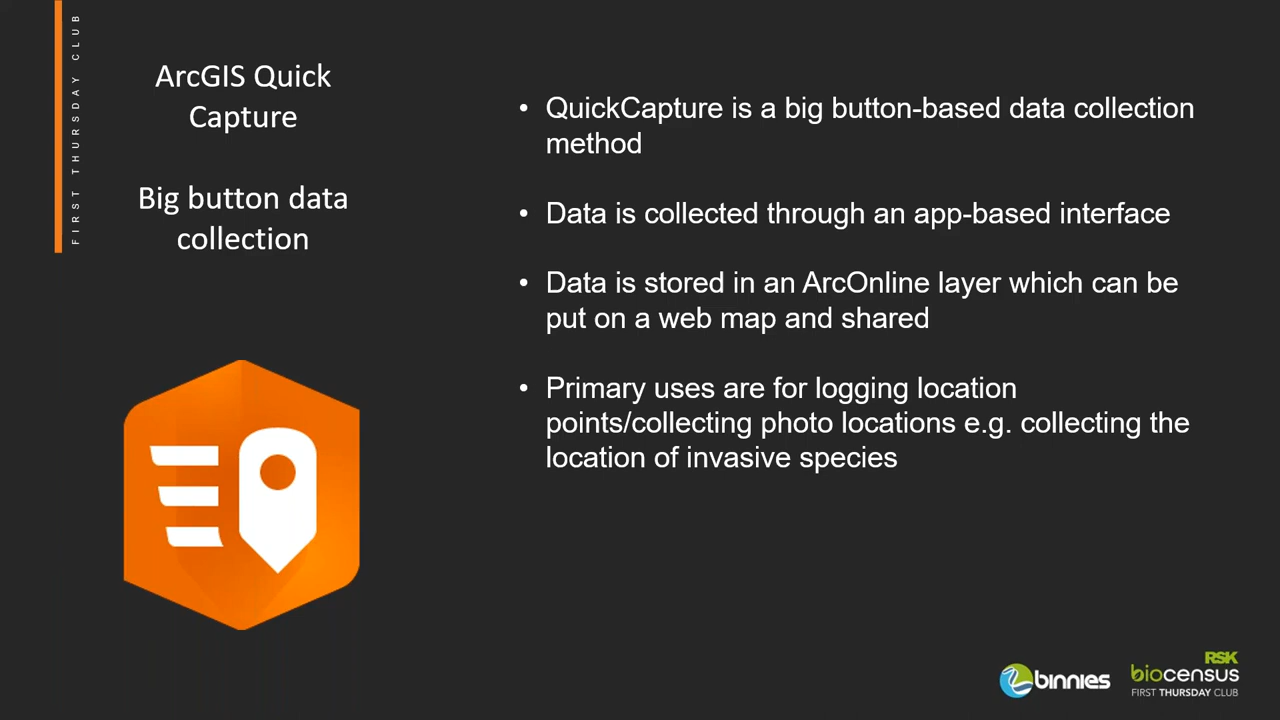 FIRST THURSDAY CLUB
ArcGIS Quick
Capture
Big button data
collection
• QuickCapture is a big button-based data collection
method
• Data is collected through an app-based interface
• Data is stored in an ArcOnline layer which can be
put on a web map and shared
• Primary uses are for logging location
points/collecting photo locations e.g. collecting the
location of invasive species
binnies
RSK
biocensus
FIRST THURSDAY CLUB